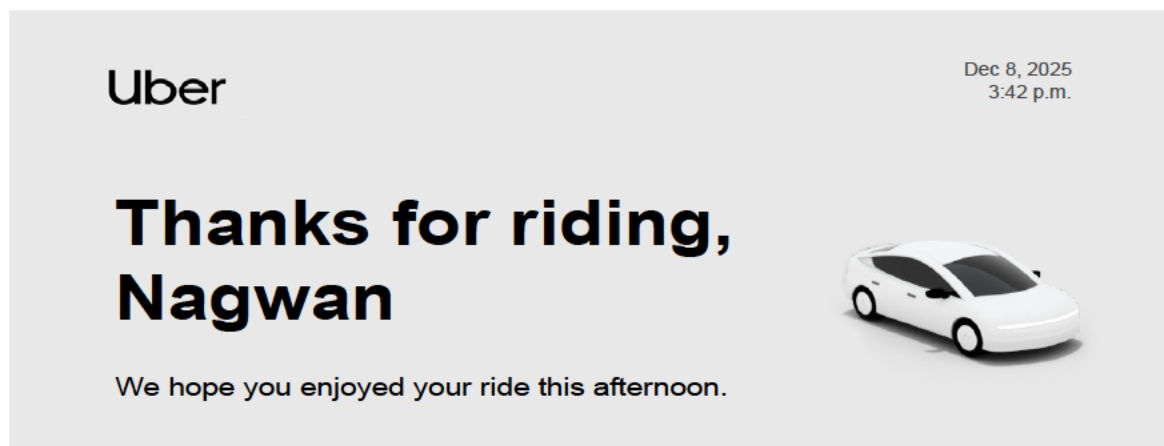 Uber
Dec 8, 2025
3:42 p.m.
Thanks for riding,
Nagwan
We hope you enjoyed your ride this afternoon.